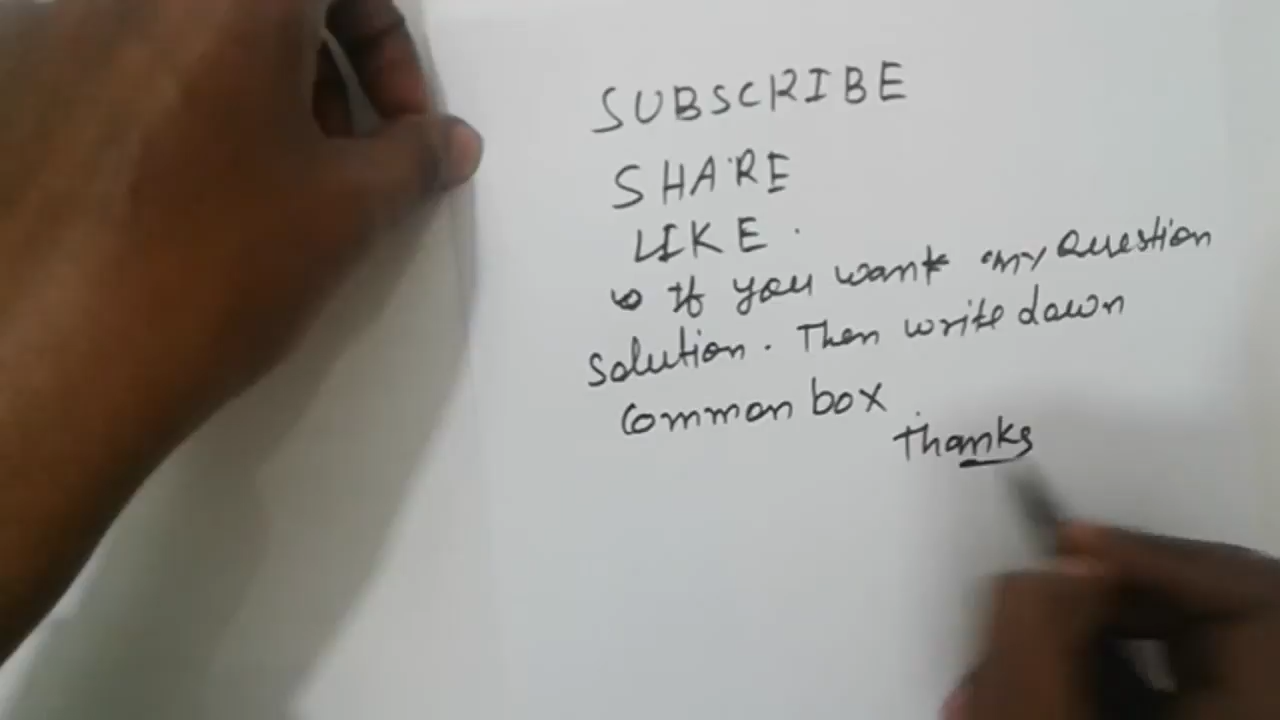 SUBSCRIBE
SHARE
LIKE.
If you want any Question
solution. Then write down
Common box
Thanks